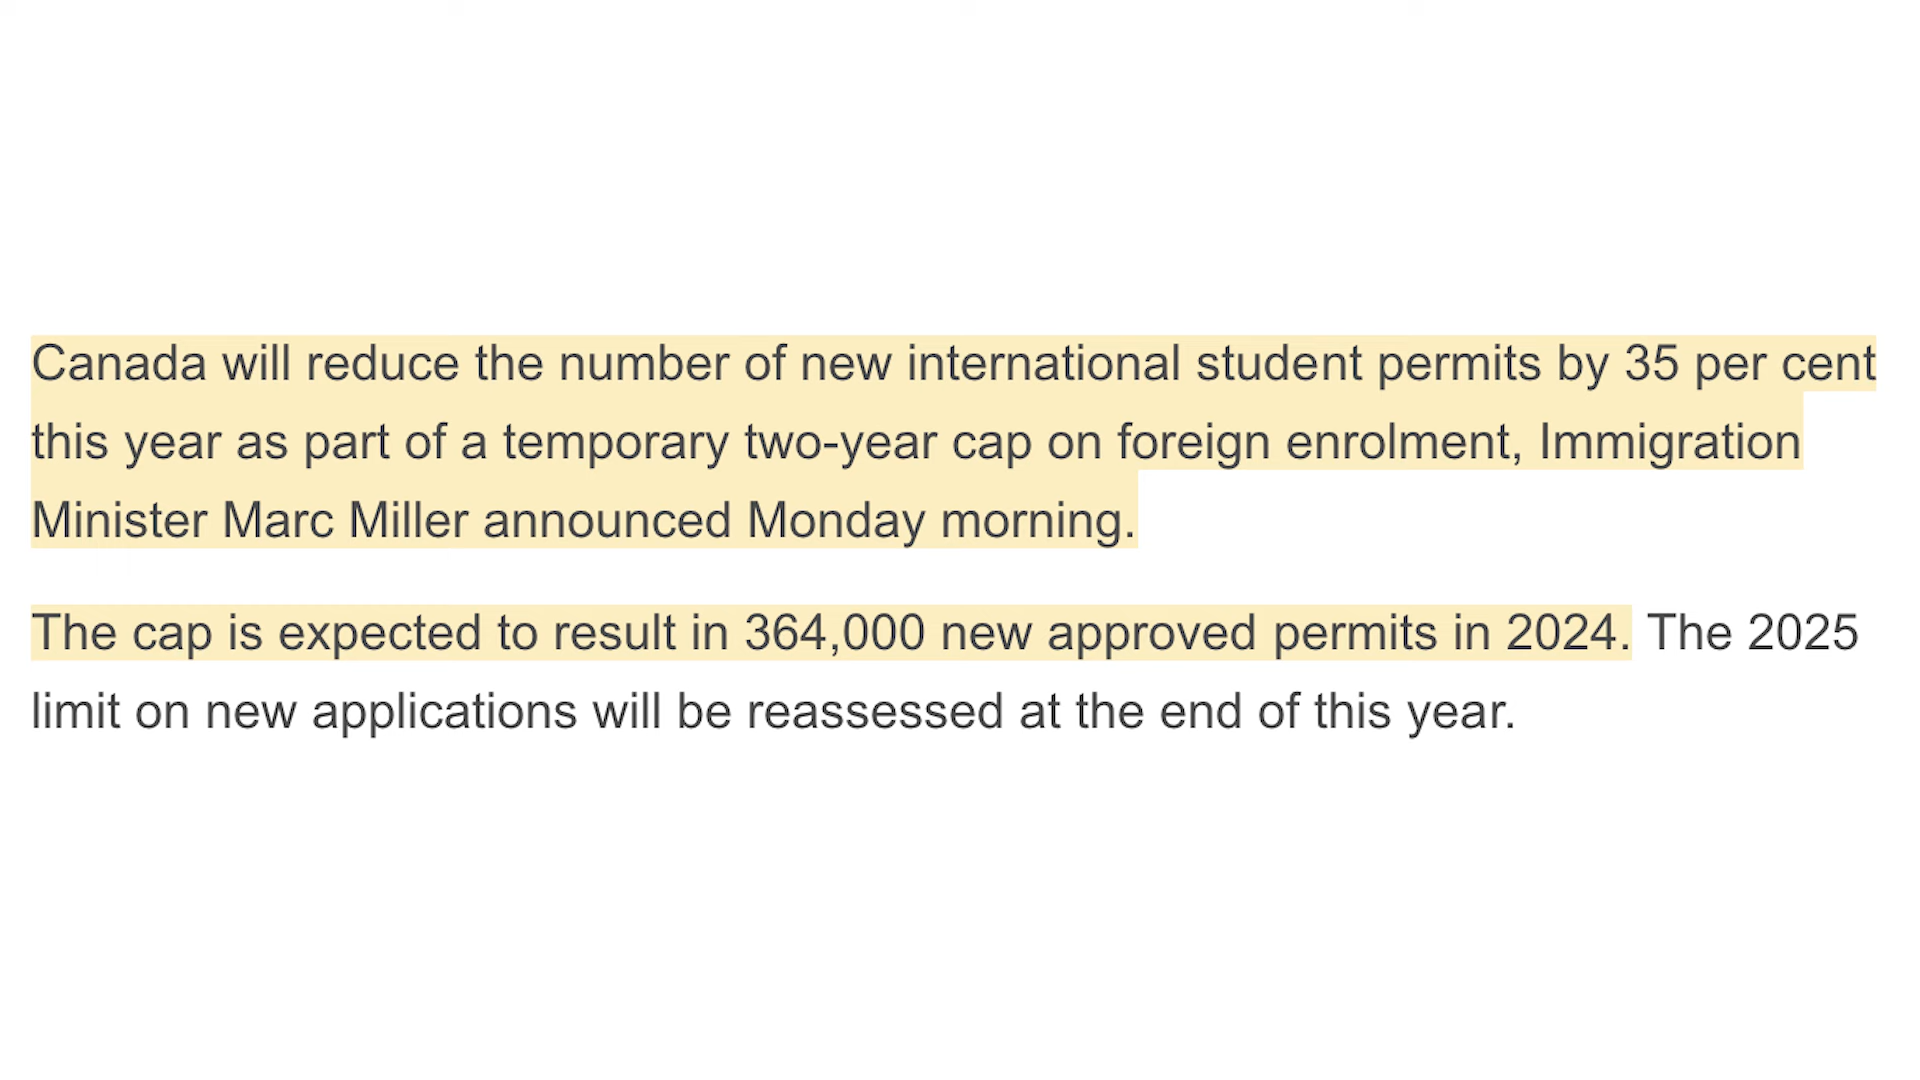 Canada will reduce the number of new international student permits by 35 per cent
this year as part of a temporary two-year cap on foreign enrolment, Immigration
Minister Marc Miller announced Monday morning.
The cap is expected to result in 364,000 new approved permits in 2024. The 2025
limit on new applications will be reassessed at the end of this year.